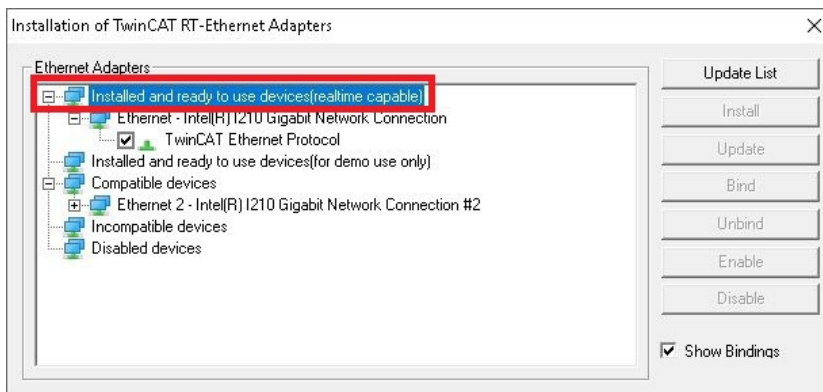 Installation of TwinCAT RT-Ethernet Adapters
Ethernet Adapters
Installed and ready to use devices(realtime capable)
Ethernet - Intel(R) I210 Gigabit Network Connection
TwinCAT Ethernet Protocol
Installed and ready to use devices(for demo use only)
Compatible devices
Ethernet 2 - Intel(R) I210 Gigabit Network Connection #2
Incompatible devices
Disabled devices
Update List
Install
Update
Bind
Unbind
Enable
Disable
Show Bindings